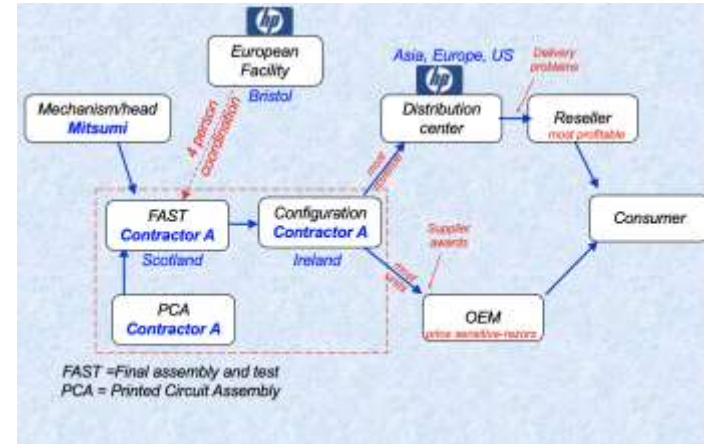 hp
European
Facility
Bristol
Asia, Europe, US
hp
Delivery
problems
Mechanism/head
Mitsumi
4 person
coordination
Distribution
center
Reseller
most profitable
most
FAST
Contractor A
Scotland
Configuration
Contractor A
Ireland
Consumer
Supplier
awards
most
units
PCA
Contractor A
OEM
price sensitive-razors
FAST =Final assembly and test
PCA = Printed Circuit Assembly